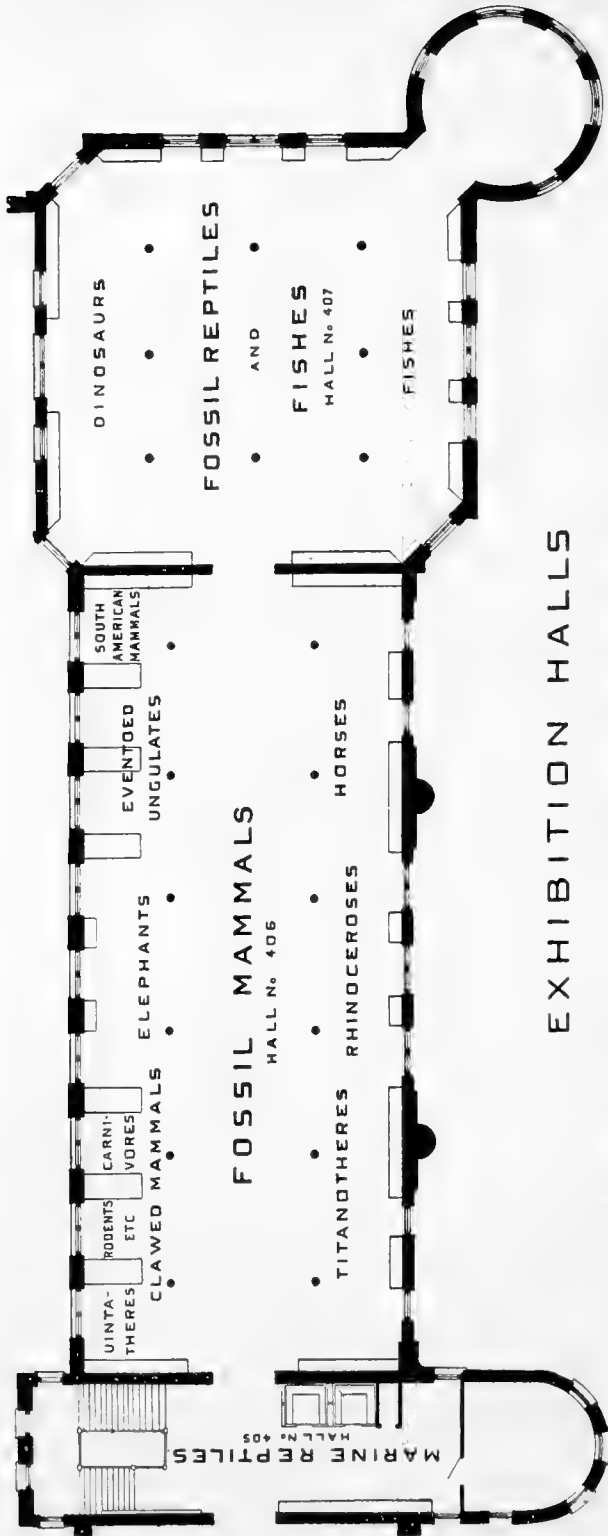 MARINE REPTILES
HALL No 405
UINTA-
THERES
RODENTS
ETC
CARNI-
VORES
CLAWED MAMMALS
ELEPHANTS
EVENTOED
UNGULATES
SOUTH
AMERICAN
MAMMALS
FOSSIL MAMMALS
HALL No 406
TITANOTHERES
RHINOCEROSES
HORSES
DINOSAURS
FOSSIL REPTILES
AND
FISHES
HALL No 407
FISHES
EXHIBITION HALLS